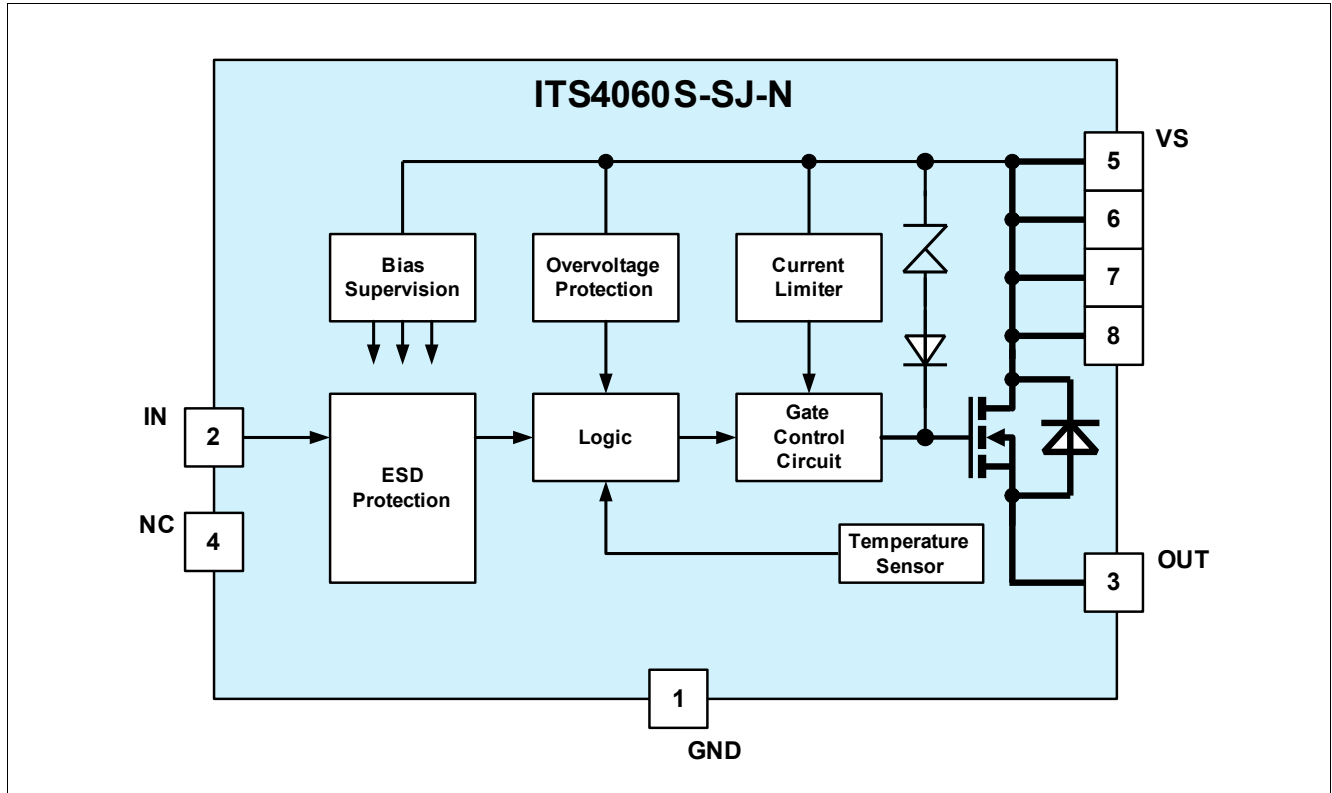 ITS4060S-SJ-N
VS
5
6
7
8
Bias
Supervision
Overvoltage
Protection
Current
Limiter
IN
2
NC
4
ESD
Protection
Logic
Gate
Control
Circuit
Temperature
Sensor
3
OUT
1
GND